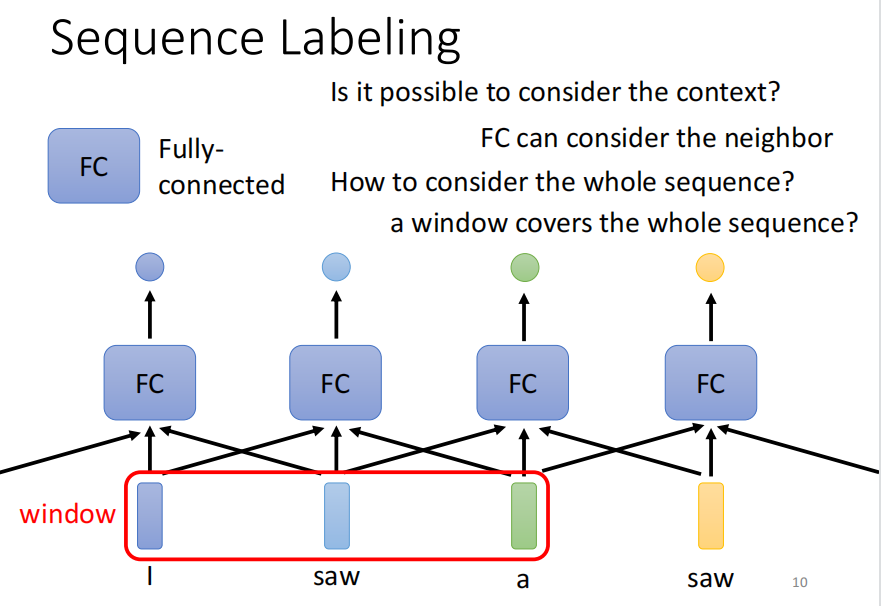 Sequence Labeling
Is it possible to consider the context?
FC can consider the neighbor
FC
Fully-
connected
How to consider the whole sequence?
a window covers the whole sequence?
FC
FC
FC
FC
window
I
saw
a
saw
10